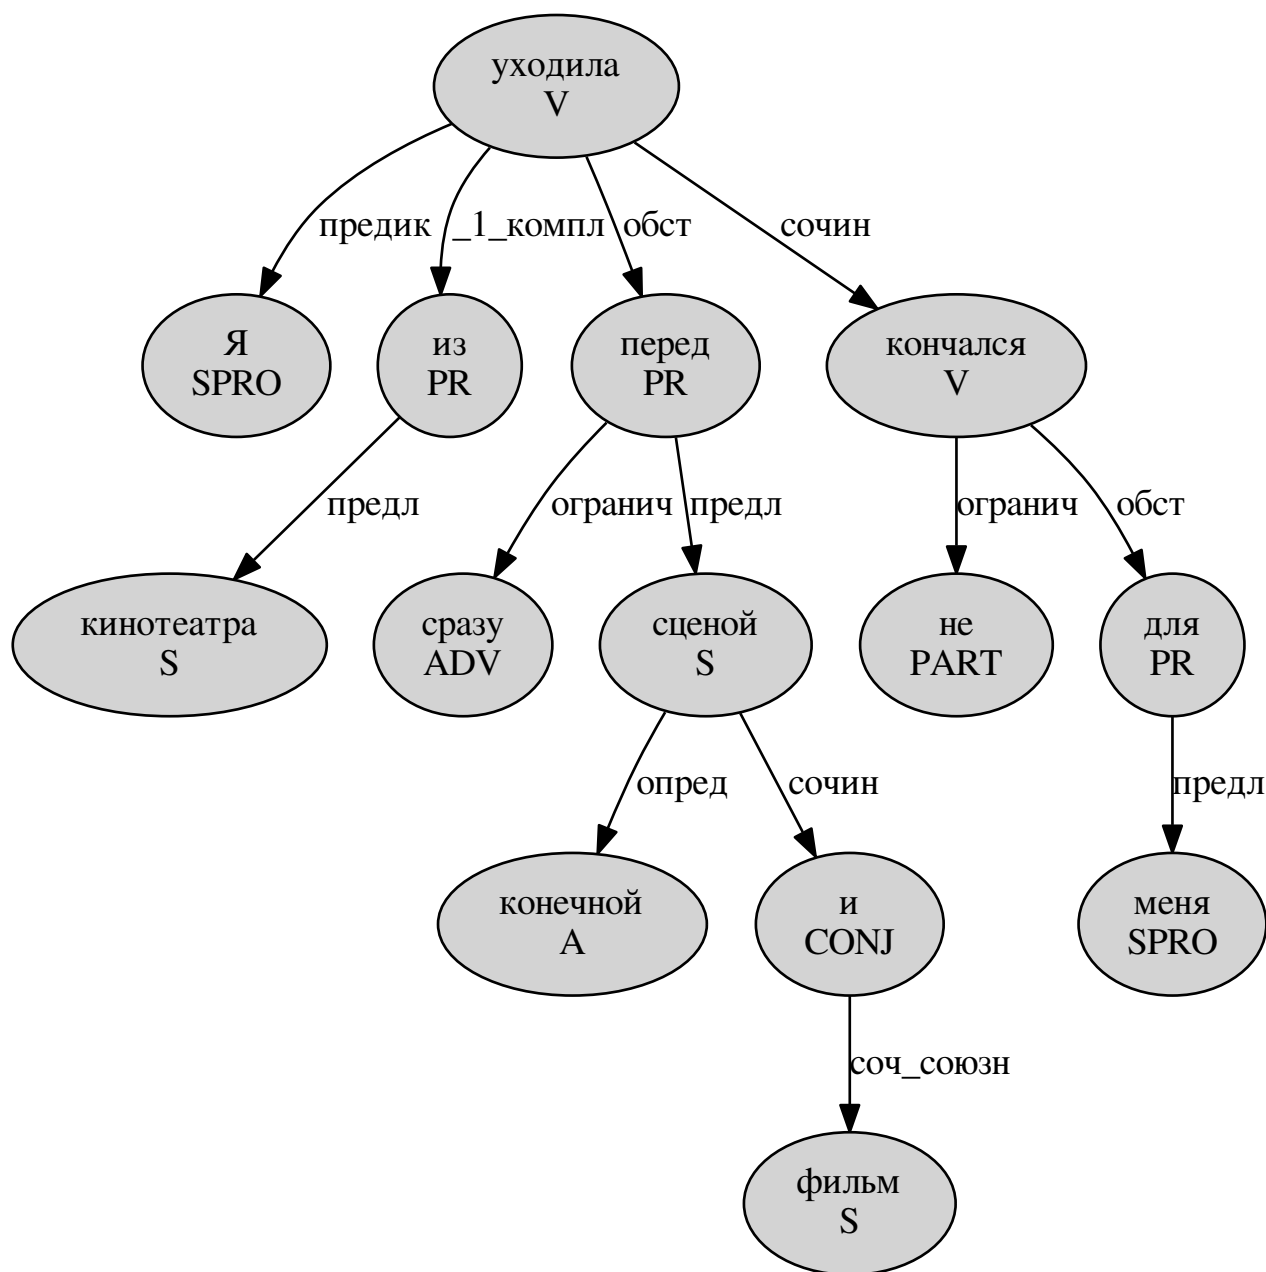 уходила
V
предик
_1_компл
обст
сочин
Я
SPRO
из
PR
перед
PR
кончался
V
предл
огранич
предл
огранич
обст
кинотеатра
S
сразу
ADV
сценой
S
не
PART
для
PR
опред
сочин
предл
конечной
A
и
CONJ
меня
SPRO
соч_союзн
фильм
S